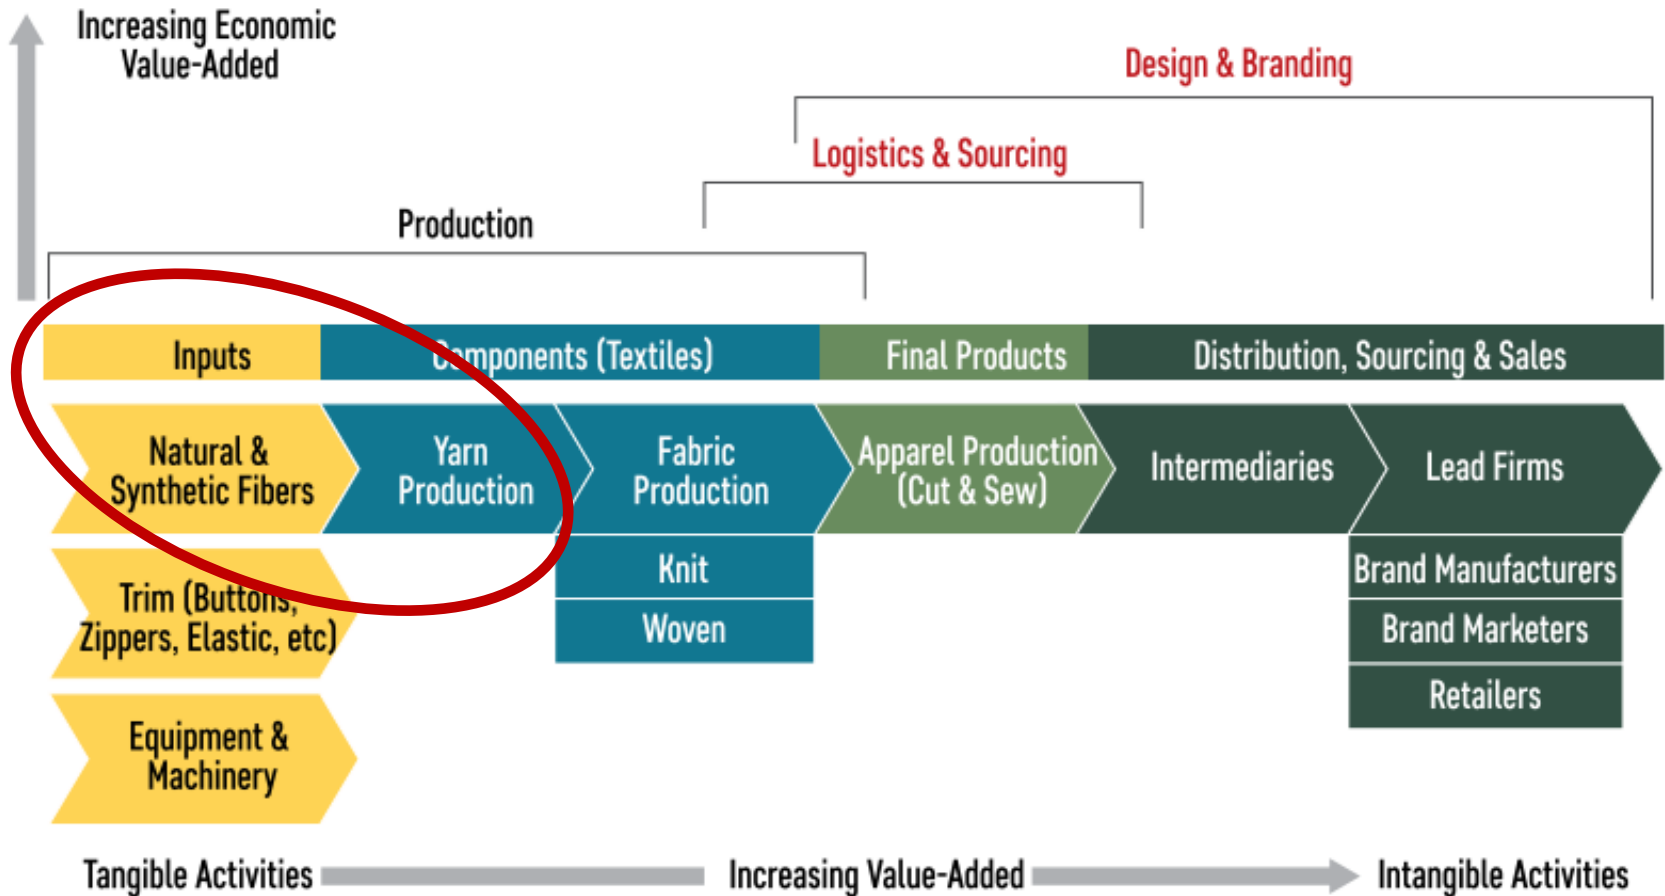 Increasing Economic
Value-Added
Design & Branding
Logistics & Sourcing
Production
Inputs
Components (Textiles)
Final Products
Distribution, Sourcing & Sales
Natural &
Synthetic Fibers
Yarn
Production
Fabric
Production
Apparel Production
(Cut & Sew)
Intermediaries
Lead Firms
Trim (Buttons,
Zippers, Elastic, etc)
Knit
Woven
Brand Manufacturers
Brand Marketers
Retailers
Equipment &
Machinery
Tangible Activities
Increasing Value-Added
Intangible Activities